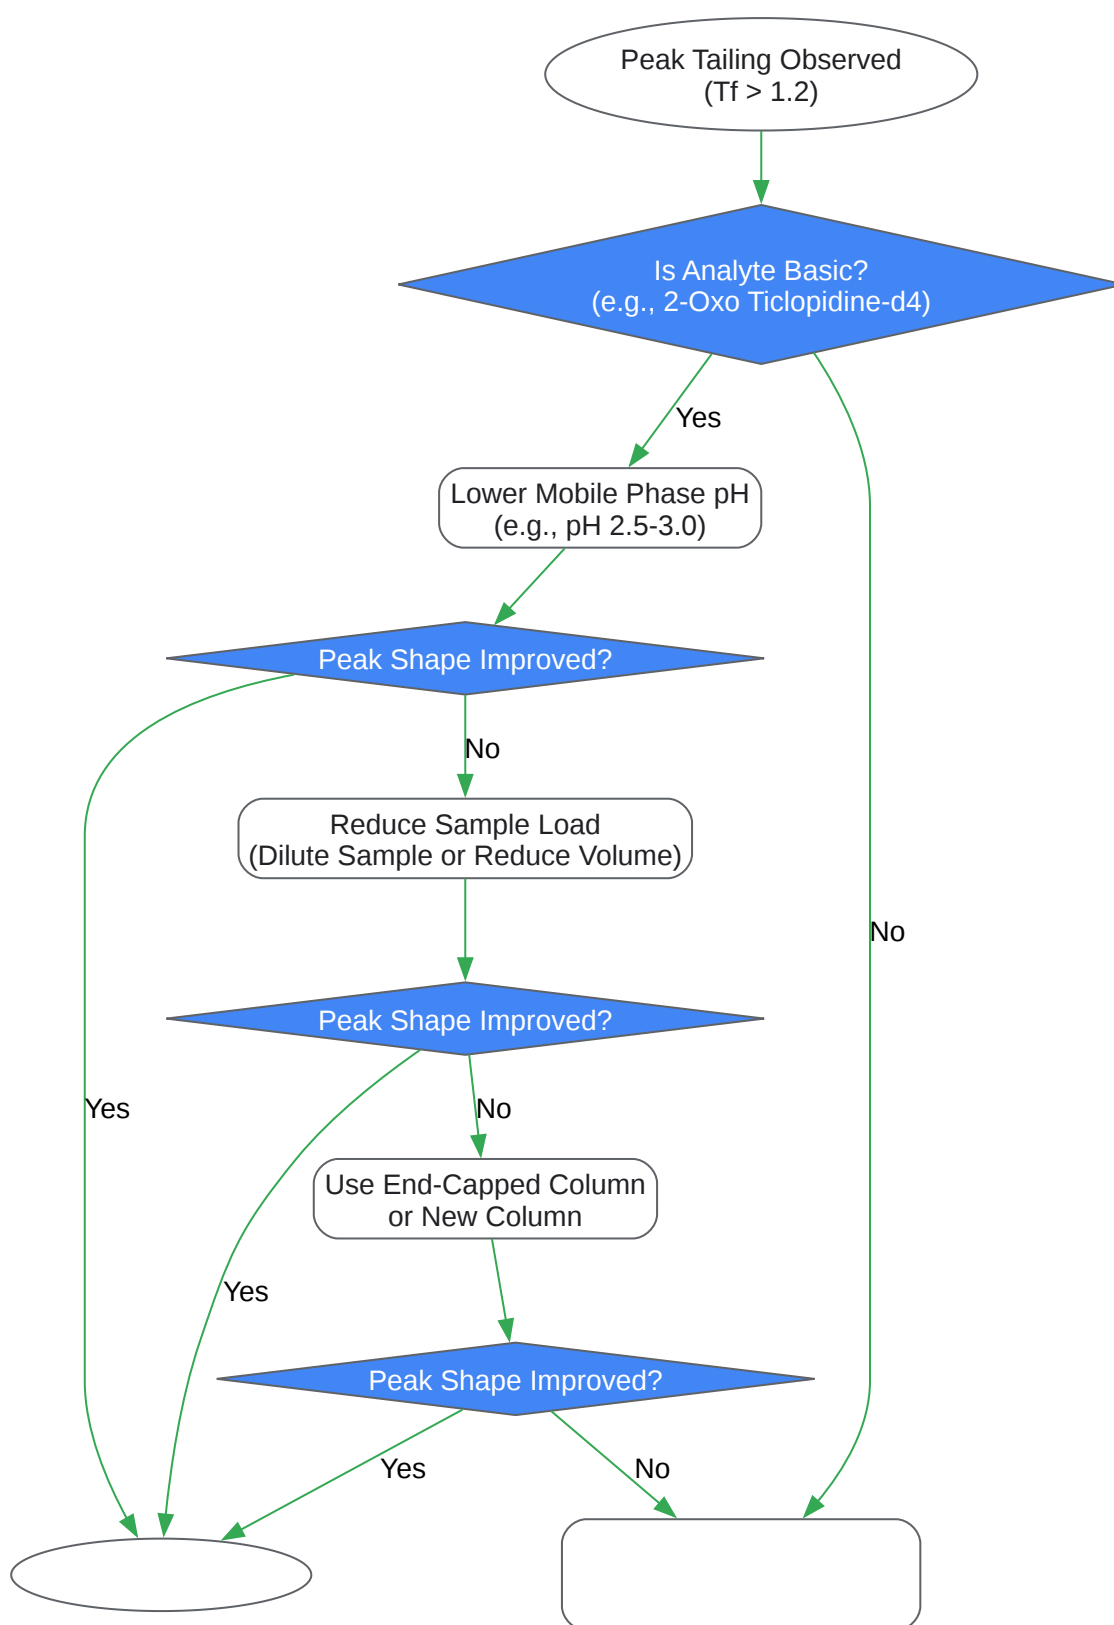 Peak Tailing Observed
(Tf > 1.2)
Is Analyte Basic?
(e.g., 2-Oxo Ticlopidine-d4)
Yes
Lower Mobile Phase pH
(e.g., pH 2.5-3.0)
Peak Shape Improved?
No
Reduce Sample Load
(Dilute Sample or Reduce Volume)
No
Peak Shape Improved?
Yes
No
Use End-Capped Column
or New Column
Yes
Peak Shape Improved?
Yes
No